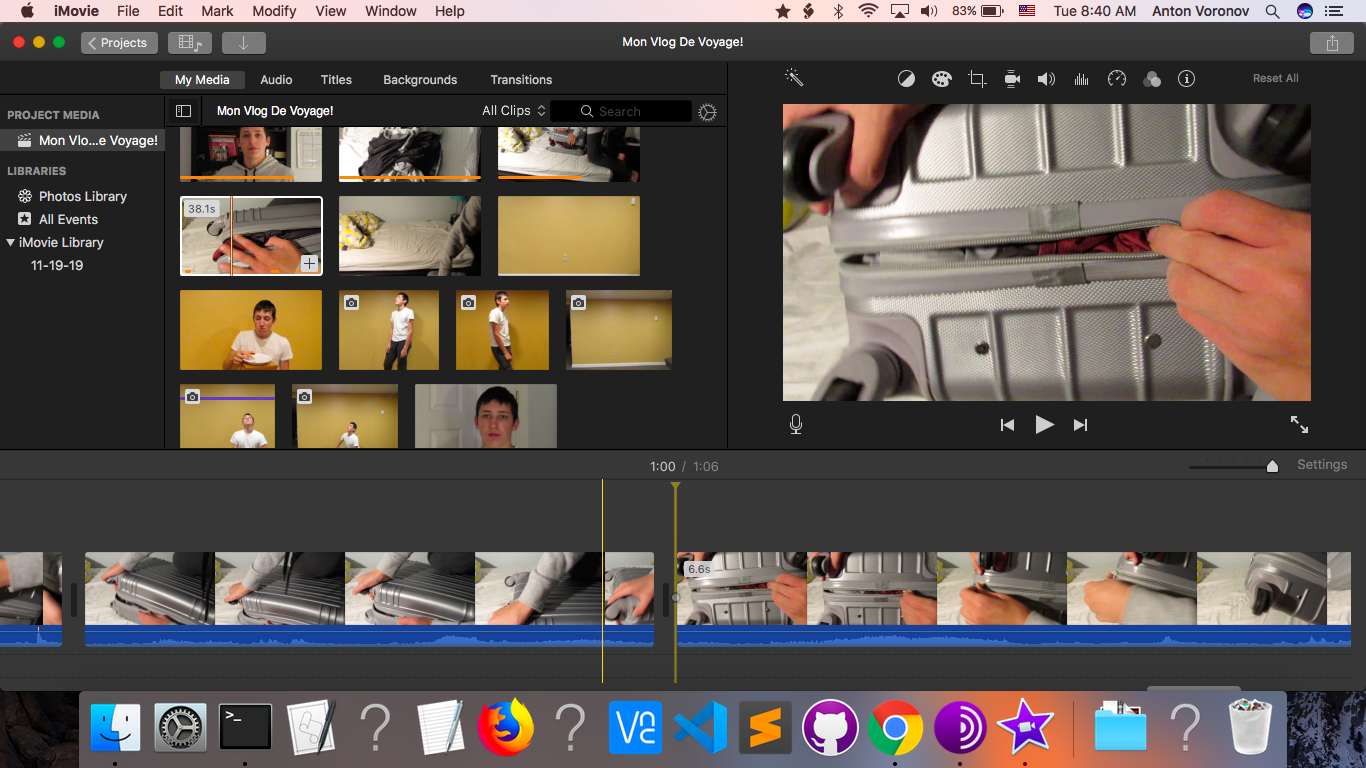 iMovie File Edit Mark Modify View Window Help 83% Tue 8:40 AM Anton Voronov
Projects Mon Vlog De Voyage!
My Media Audio Titles Backgrounds Transitions Reset All
PROJECT MEDIA
Mon Vlo...e Voyage!
LIBRARIES
Photos Library
All Events
iMovie Library
11-19-19
Mon Vlog De Voyage! All Clips Search
38.1s
1:00 / 1:06 Settings
6.6s
>_